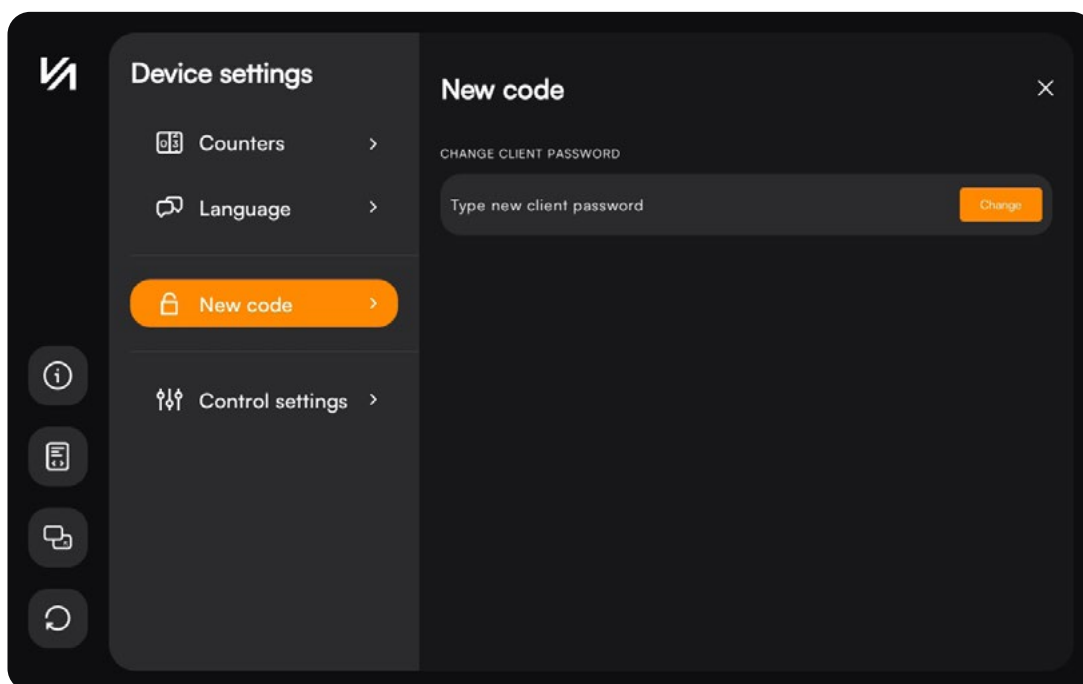 Device settings
Counters
Language
New code
Control settings
New code
CHANGE CLIENT PASSWORD
Type new client password
Change